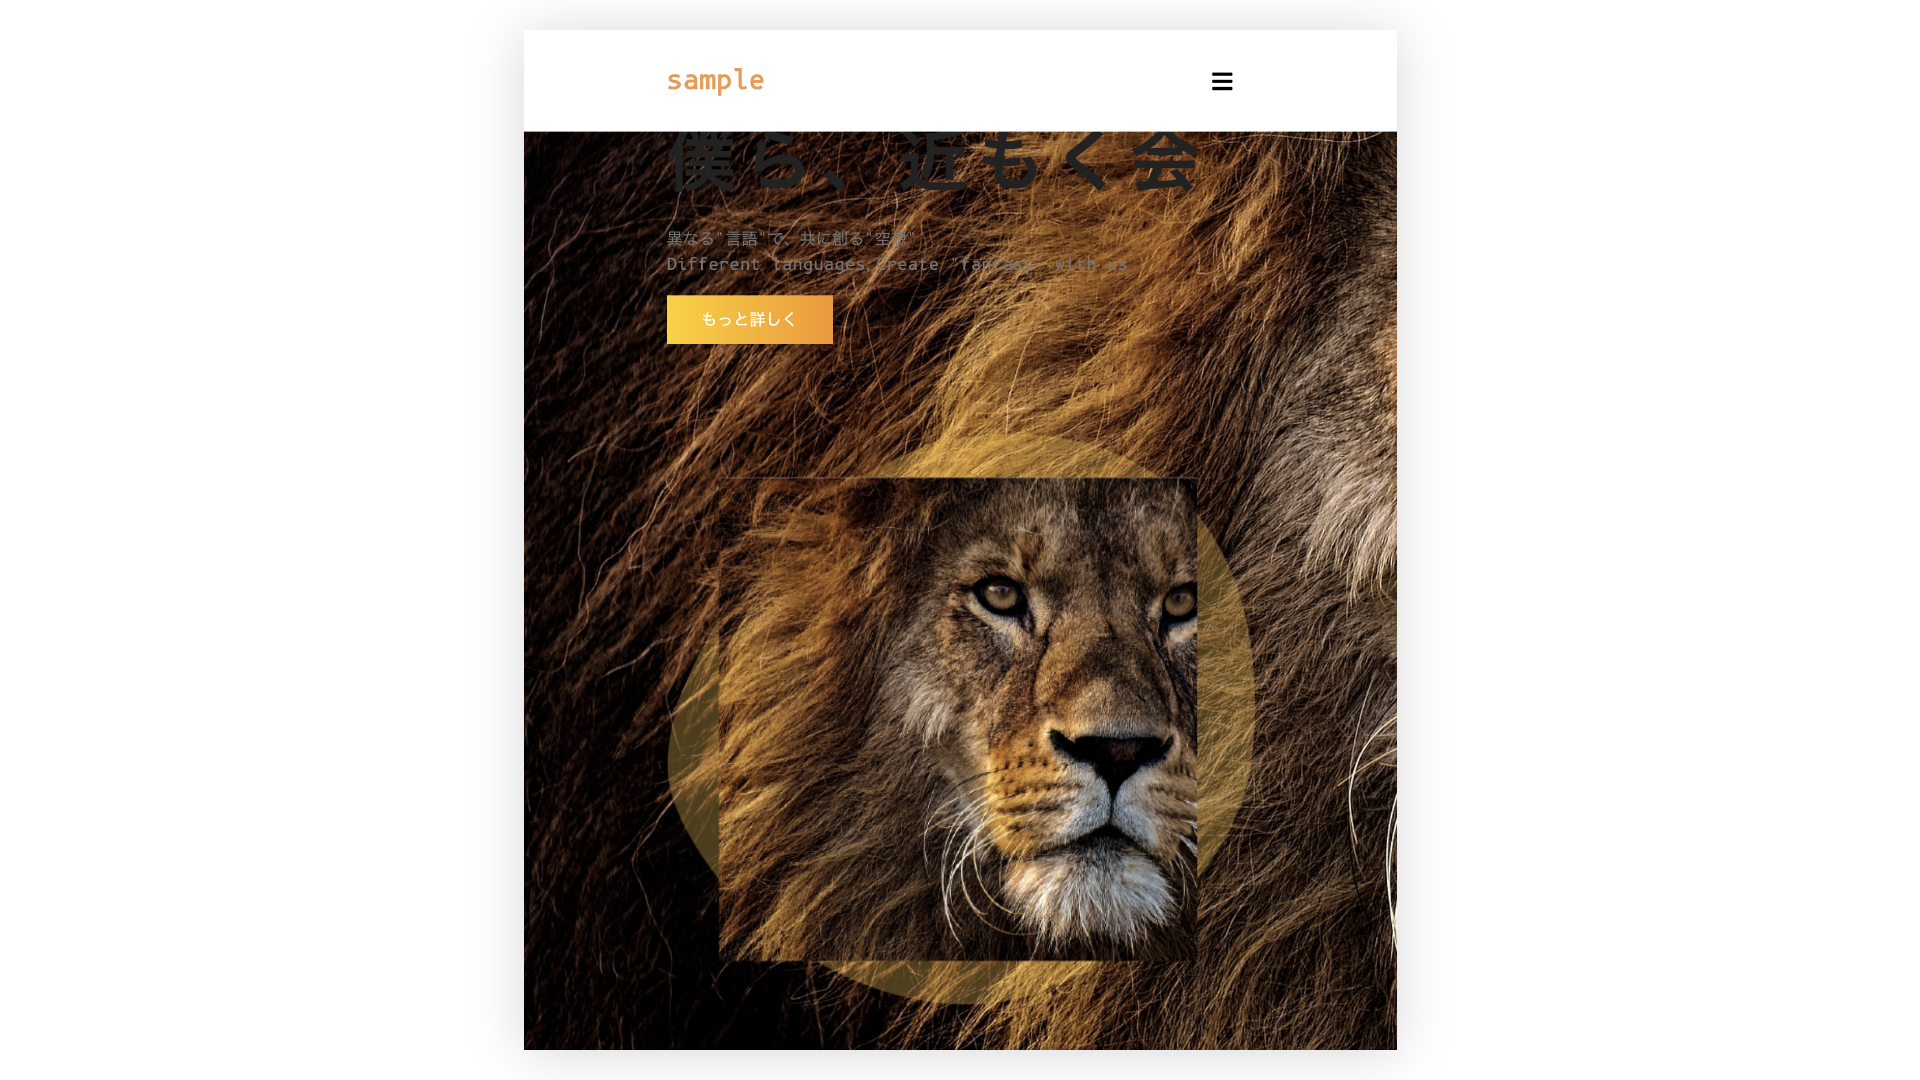 sample
僕ら、近もく会
異なる"言語"で、共に創る"空想"
Different languages,Create "fantasy" with us
もっと詳しく